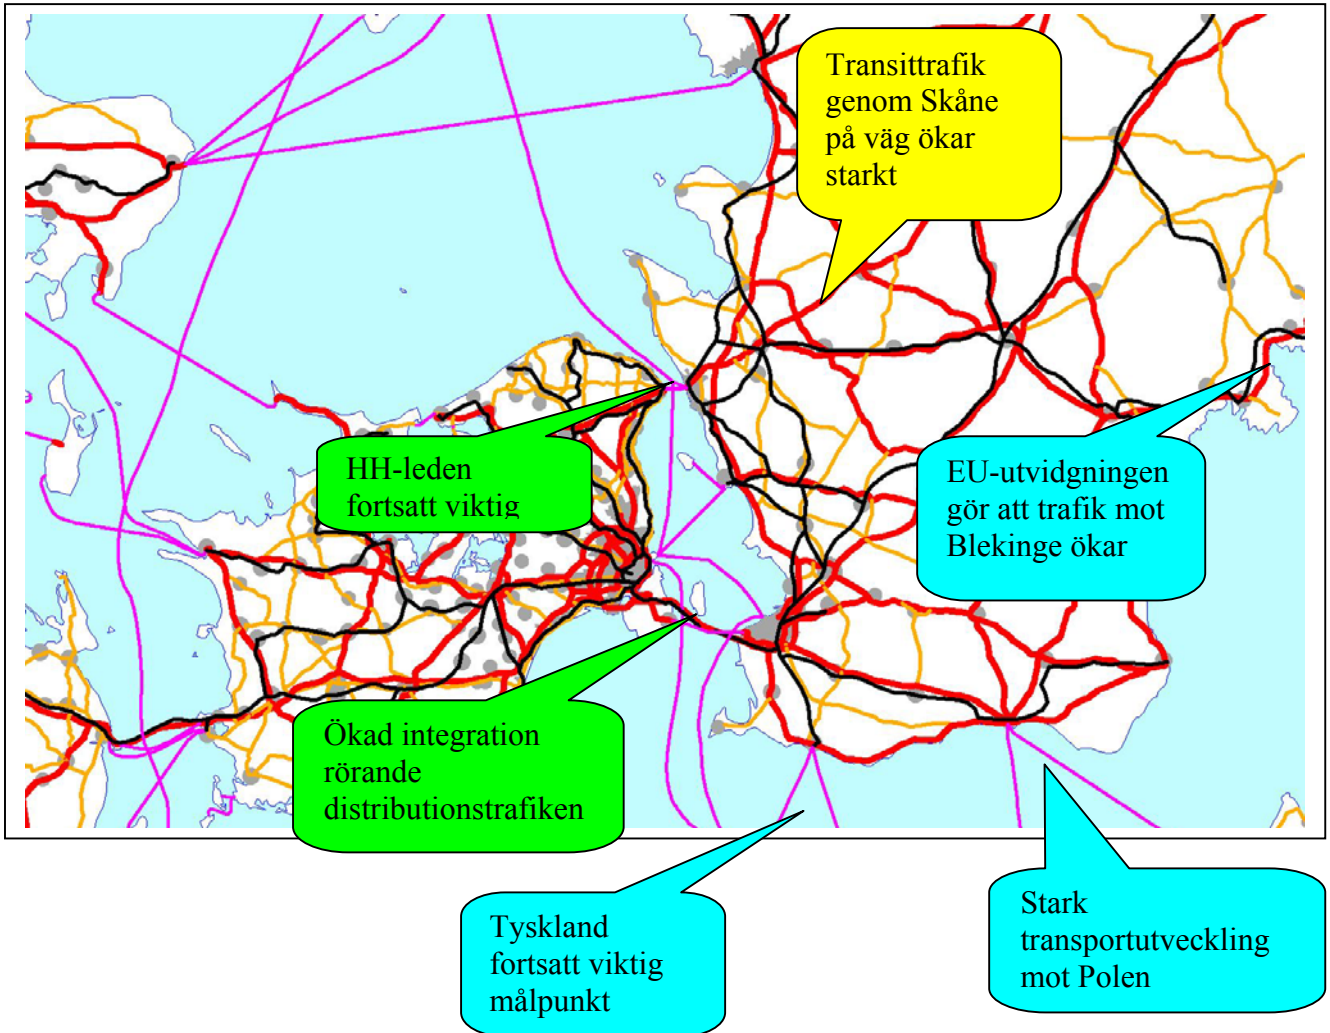 Transittrafik
genom Skåne
på väg ökar
starkt
HH-leden
fortsatt viktig
EU-utvidgningen
gör att trafik mot
Blekinge ökar
Ökad integration
rörande
distributionstrafiken
Tyskland
fortsatt viktig
målpunkt
Stark
transportutveckling
mot Polen